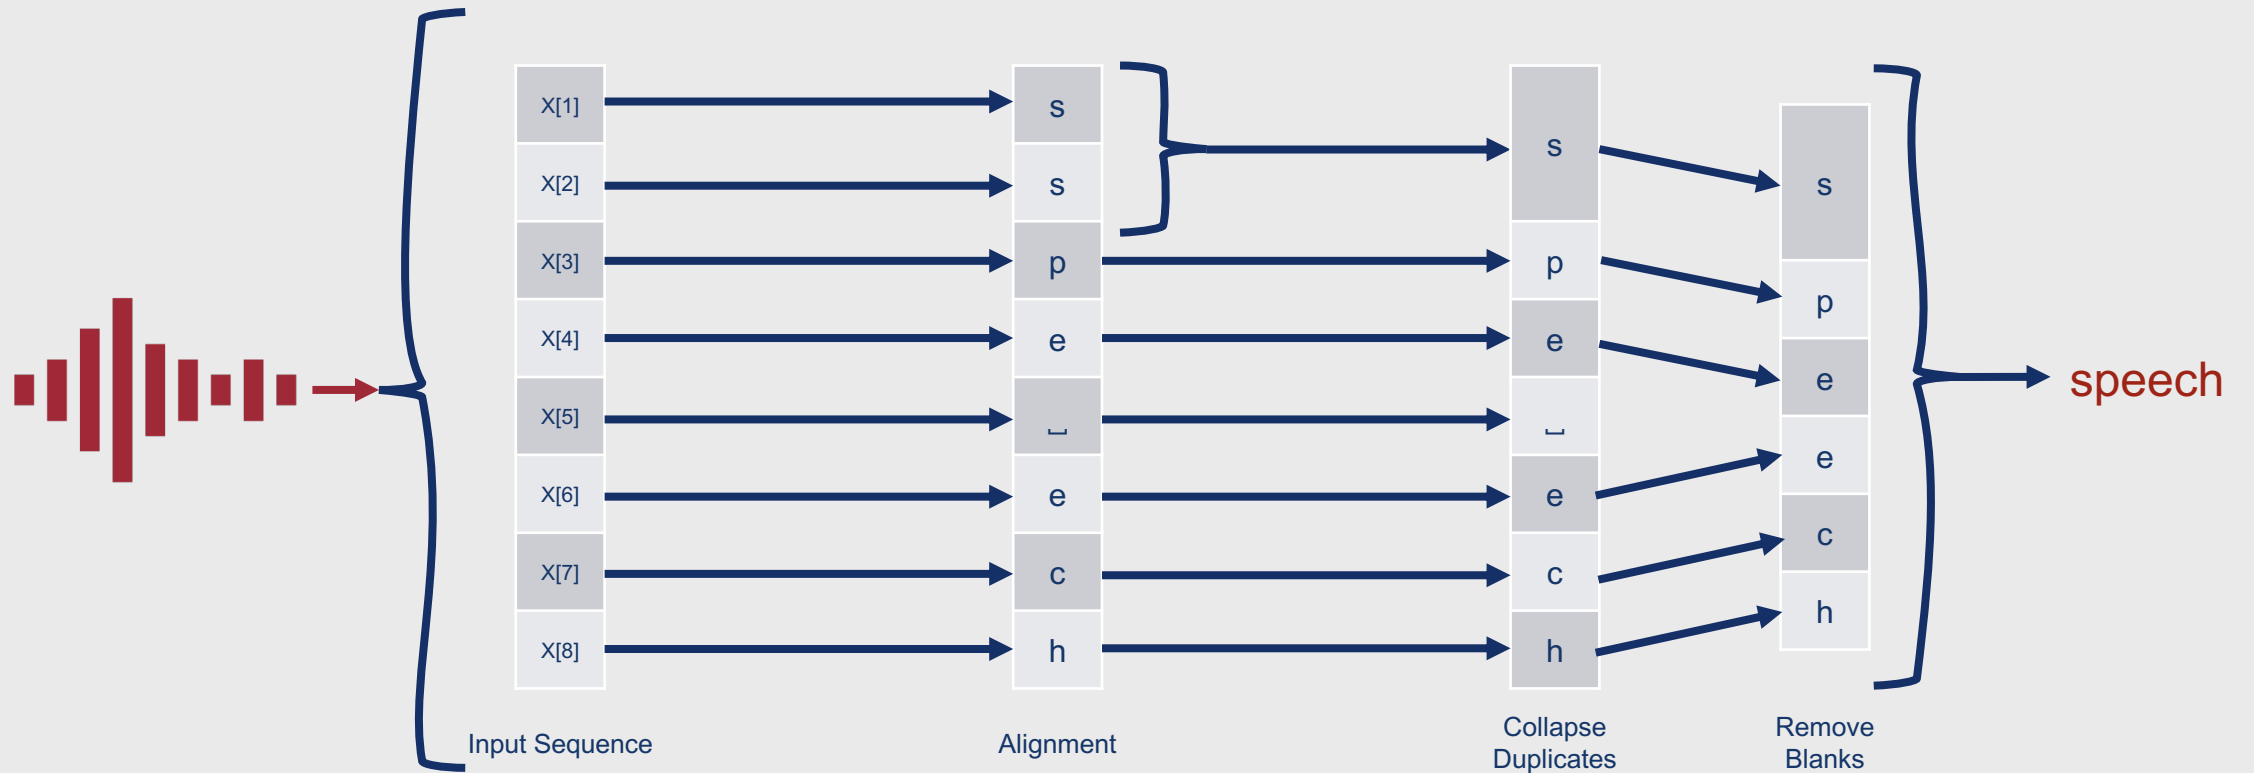 X[1]
X[2]
X[3]
X[4]
X[5]
X[6]
X[7]
X[8]
Input Sequence
s
s
p
e
⎵
e
c
h
Alignment
s
p
e
⎵
e
c
h
Collapse
Duplicates
s
p
e
e
c
h
Remove
Blanks
speech